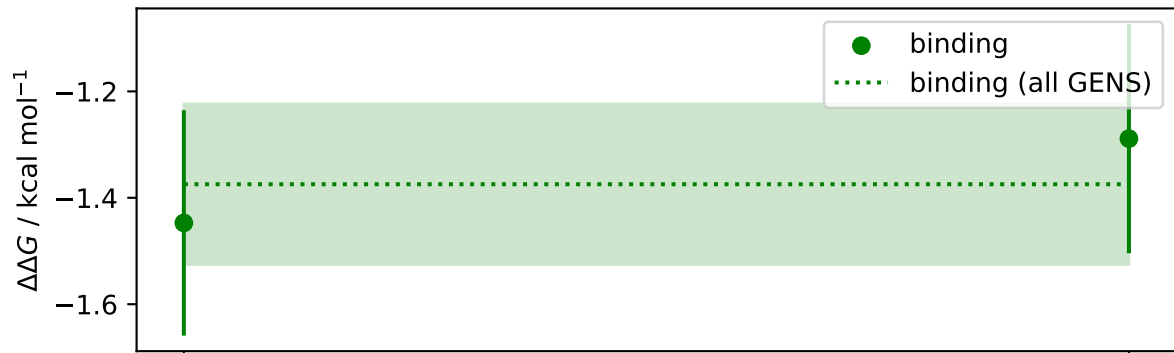 binding
binding (all GENS)
−1.2
−1.4
−1.6
ΔΔG / kcal mol⁻¹